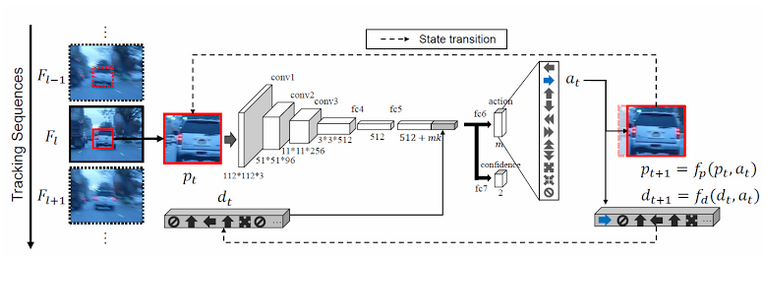 State transition
Tracking Sequences
F_{l-1}
F_l
F_{l+1}
p_t
112*112*3
conv1
51*51*96
conv2
11*11*256
conv3
3*3*512
fc4
512
fc5
512 + mk
fc6
action
m
confidence
fc7
2
a_t
d_t
...
p_{t+1} = f_p(p_t, a_t)
d_{t+1} = f_d(d_t, a_t)
...